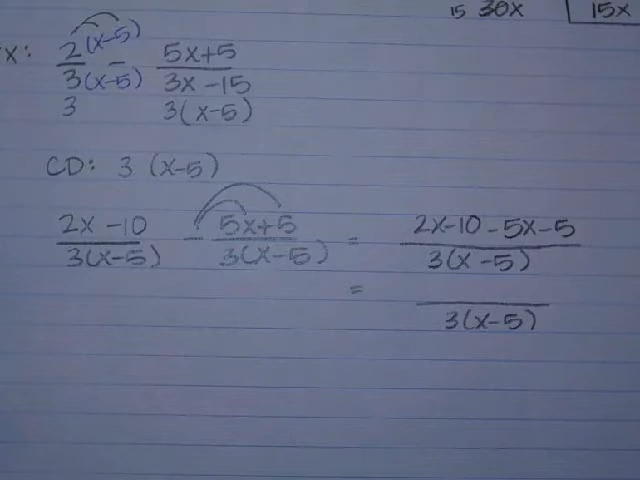 15 30x 15x
x: 2(x-5) - 5x+5
3(x-5) 3x-15
3 3(x-5)
CD: 3 (x-5)
2x-10 - 5x+5 = 2x-10-5x-5
3(x-5) 3(x-5) 3(x-5)
=
3(x-5)